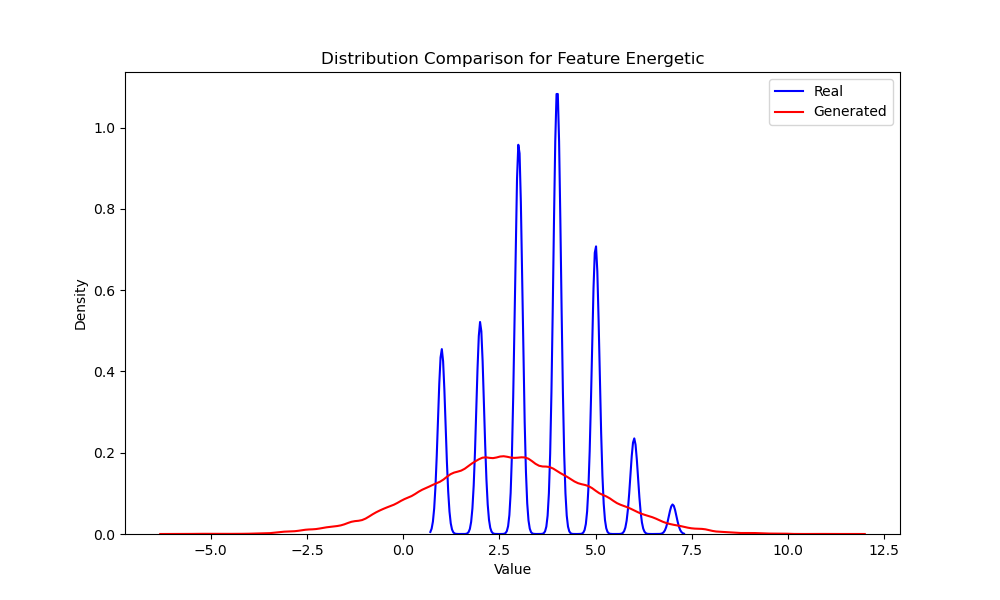 Distribution Comparison for Feature Energetic
Real
Generated
1.0
0.8
0.6
0.4
0.2
0.0
Density
−5.0
−2.5
0.0
2.5
5.0
7.5
10.0
12.5
Value